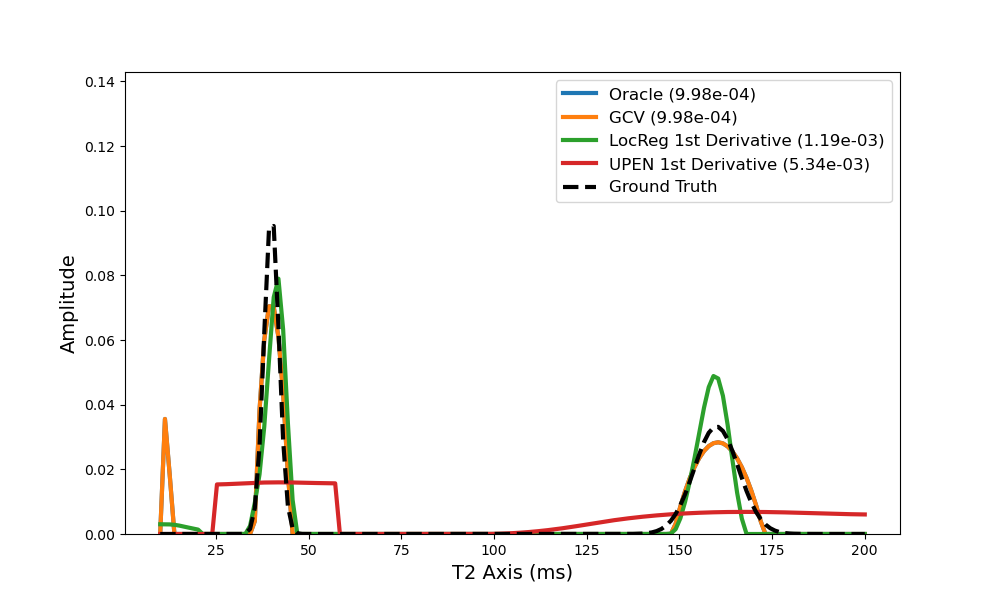 0.14
0.12
0.10
0.08
0.06
0.04
0.02
0.00
Amplitude
Oracle (9.98e-04)
GCV (9.98e-04)
LocReg 1st Derivative (1.19e-03)
UPEN 1st Derivative (5.34e-03)
Ground Truth
25 50 75 100 125 150 175 200
T2 Axis (ms)